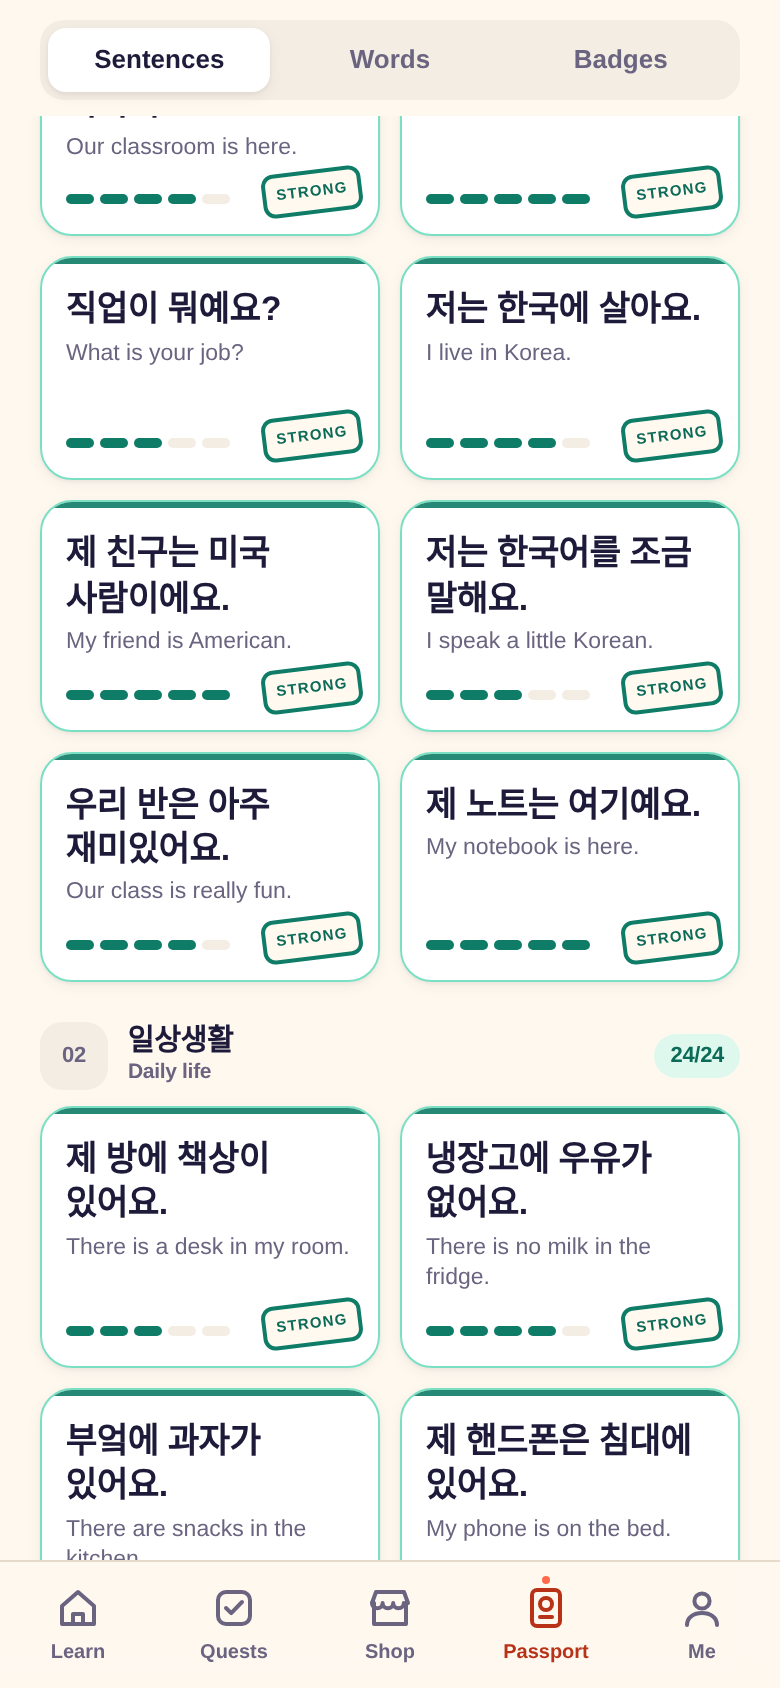 Sentences
Words
Badges
Our classroom is here.
STRONG
STRONG
직업이 뭐예요?
What is your job?
STRONG
저는 한국에 살아요.
I live in Korea.
STRONG
제 친구는 미국
사람이에요.
My friend is American.
STRONG
저는 한국어를 조금
말해요.
I speak a little Korean.
STRONG
우리 반은 아주
재미있어요.
Our class is really fun.
STRONG
제 노트는 여기예요.
My notebook is here.
STRONG
02
일상생활
Daily life
24/24
제 방에 책상이
있어요.
There is a desk in my room.
STRONG
냉장고에 우유가
없어요.
There is no milk in the
fridge.
STRONG
부엌에 과자가
있어요.
There are snacks in the
kitchen
제 핸드폰은 침대에
있어요.
My phone is on the bed.
Learn
Quests
Shop
Passport
Me